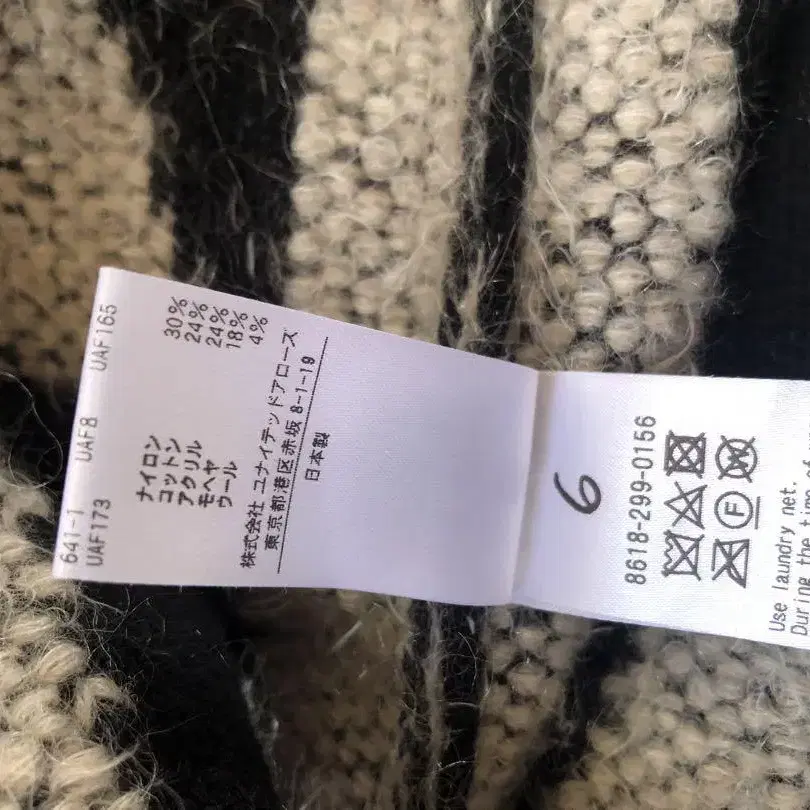 641-1 UAF8 UAF165
UAF173
ナイロン 30%
コットン 24%
アクリル 24%
モヘヤ 18%
ウール 4%
株式会社 ユナイテッドアローズ
東京都港区赤坂 8-1-19
日本製
6
8618-299-0156
F
W
Use laundry net.
During the time of